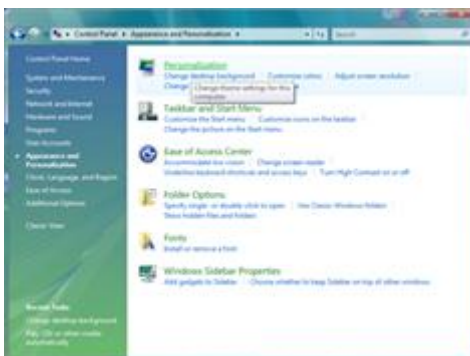 Control Panel ▸ Appearance and Personalization ▸
Search
Control Panel Home
System and Maintenance
Security
Network and Internet
Hardware and Sound
Programs
User Accounts
Appearance and
Personalization
Clock, Language, and Region
Ease of Access
Additional Options
Classic View
Recent Tasks
Change desktop background
Play CDs or other media
automatically
Personalization
Change desktop background
Customize colors
Adjust screen resolution
Change
Change theme settings for this
computer.
Taskbar and Start Menu
Customize the Start menu
Customize icons on the taskbar
Change the picture on the Start menu
Ease of Access Center
Accommodate low vision
Change screen reader
Underline keyboard shortcuts and access keys
Turn High Contrast on or off
Folder Options
Specify single- or double-click to open
Use Classic Windows folders
Show hidden files and folders
Fonts
Install or remove a font
Windows Sidebar Properties
Add gadgets to Sidebar
Choose whether to keep Sidebar on top of other windows